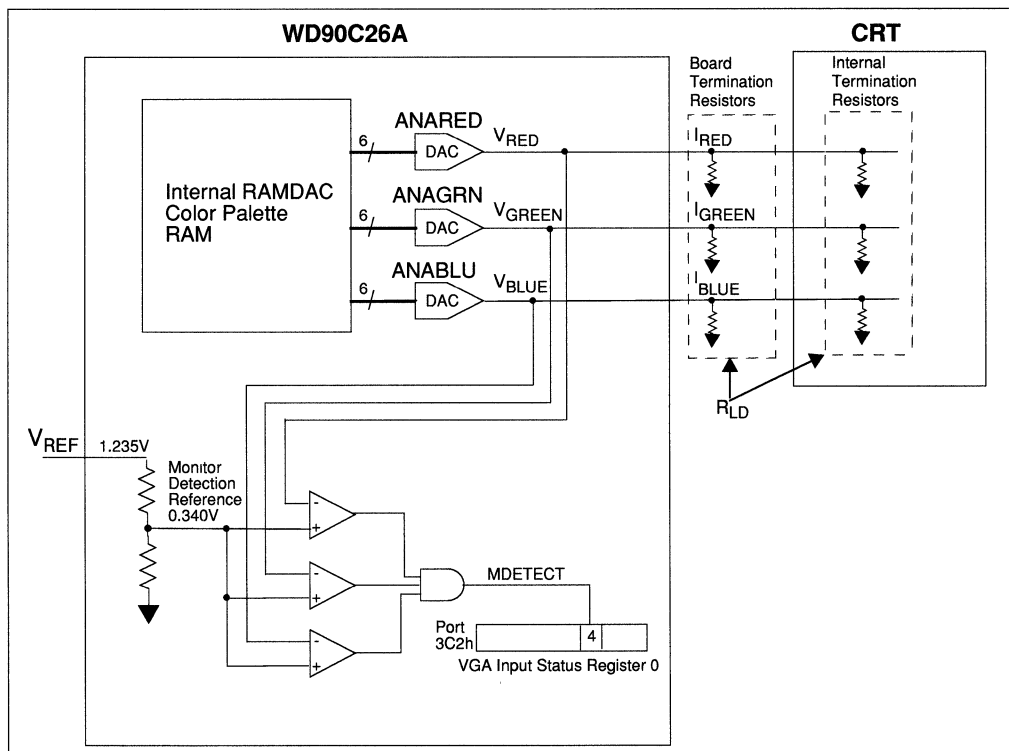 WD90C26A
CRT
Board
Termination
Resistors
Internal
Termination
Resistors
ANARED
6
DAC
VRED
IRED
Internal RAMDAC
Color Palette
RAM
ANAGRN
6
DAC
VGREEN
IGREEN
ANABLU
6
DAC
VBLUE
IBLUE
RLD
VREF
1.235V
Monitor
Detection
Reference
0.340V
-
+
-
+
-
+
MDETECT
Port
3C2h
4
VGA Input Status Register 0